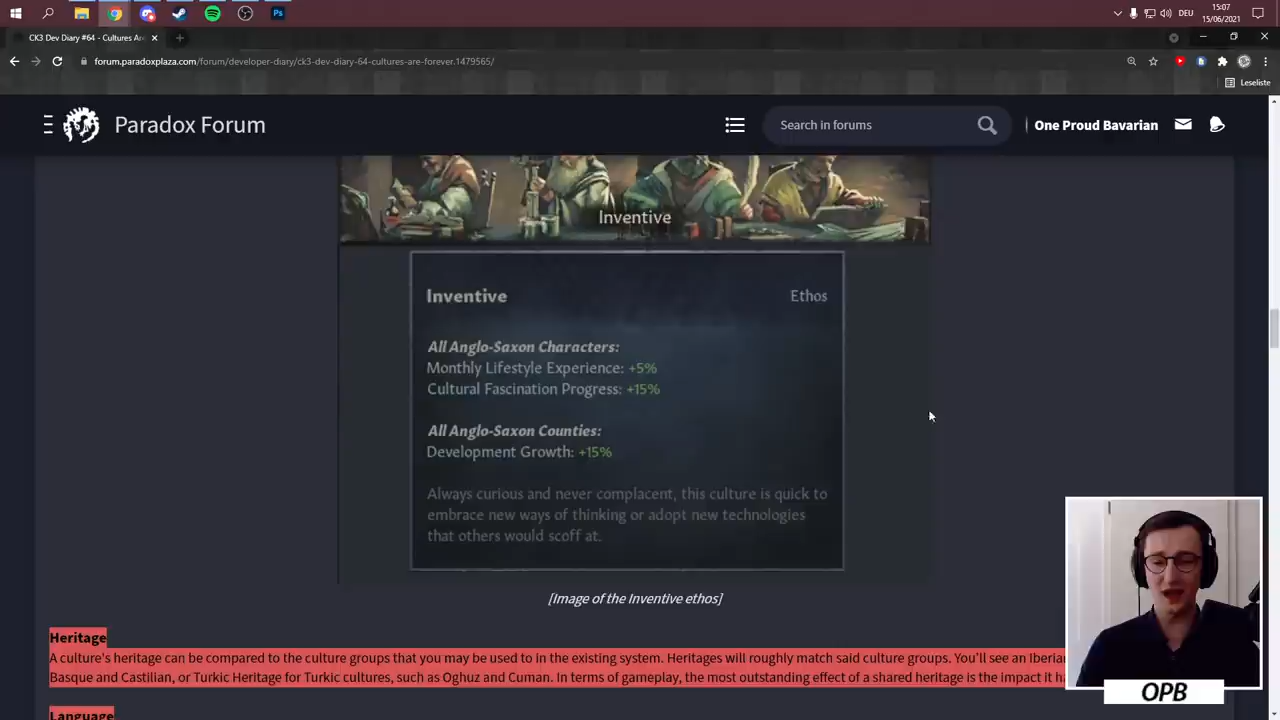 15:07
DEU
15/06/2021
CK3 Dev Diary #64 - Cultures Are
forum.paradoxplaza.com/forum/developer-diary/ck3-dev-diary-64-cultures-are-forever.1479565/
Leseliste
Paradox Forum
Search in forums
One Proud Bavarian
Inventive
Inventive
Ethos
All Anglo-Saxon Characters:
Monthly Lifestyle Experience: +5%
Cultural Fascination Progress: +15%
All Anglo-Saxon Counties:
Development Growth: +15%
Always curious and never complacent, this culture is quick to
embrace new ways of thinking or adopt new technologies
that others would scoff at.
[Image of the Inventive ethos]
Heritage
A culture's heritage can be compared to the culture groups that you may be used to in the existing system. Heritages will roughly match said culture groups. You'll see an Iberian
Basque and Castilian, or Turkic Heritage for Turkic cultures, such as Oghuz and Cuman. In terms of gameplay, the most outstanding effect of a shared heritage is the impact it
Language
OPB